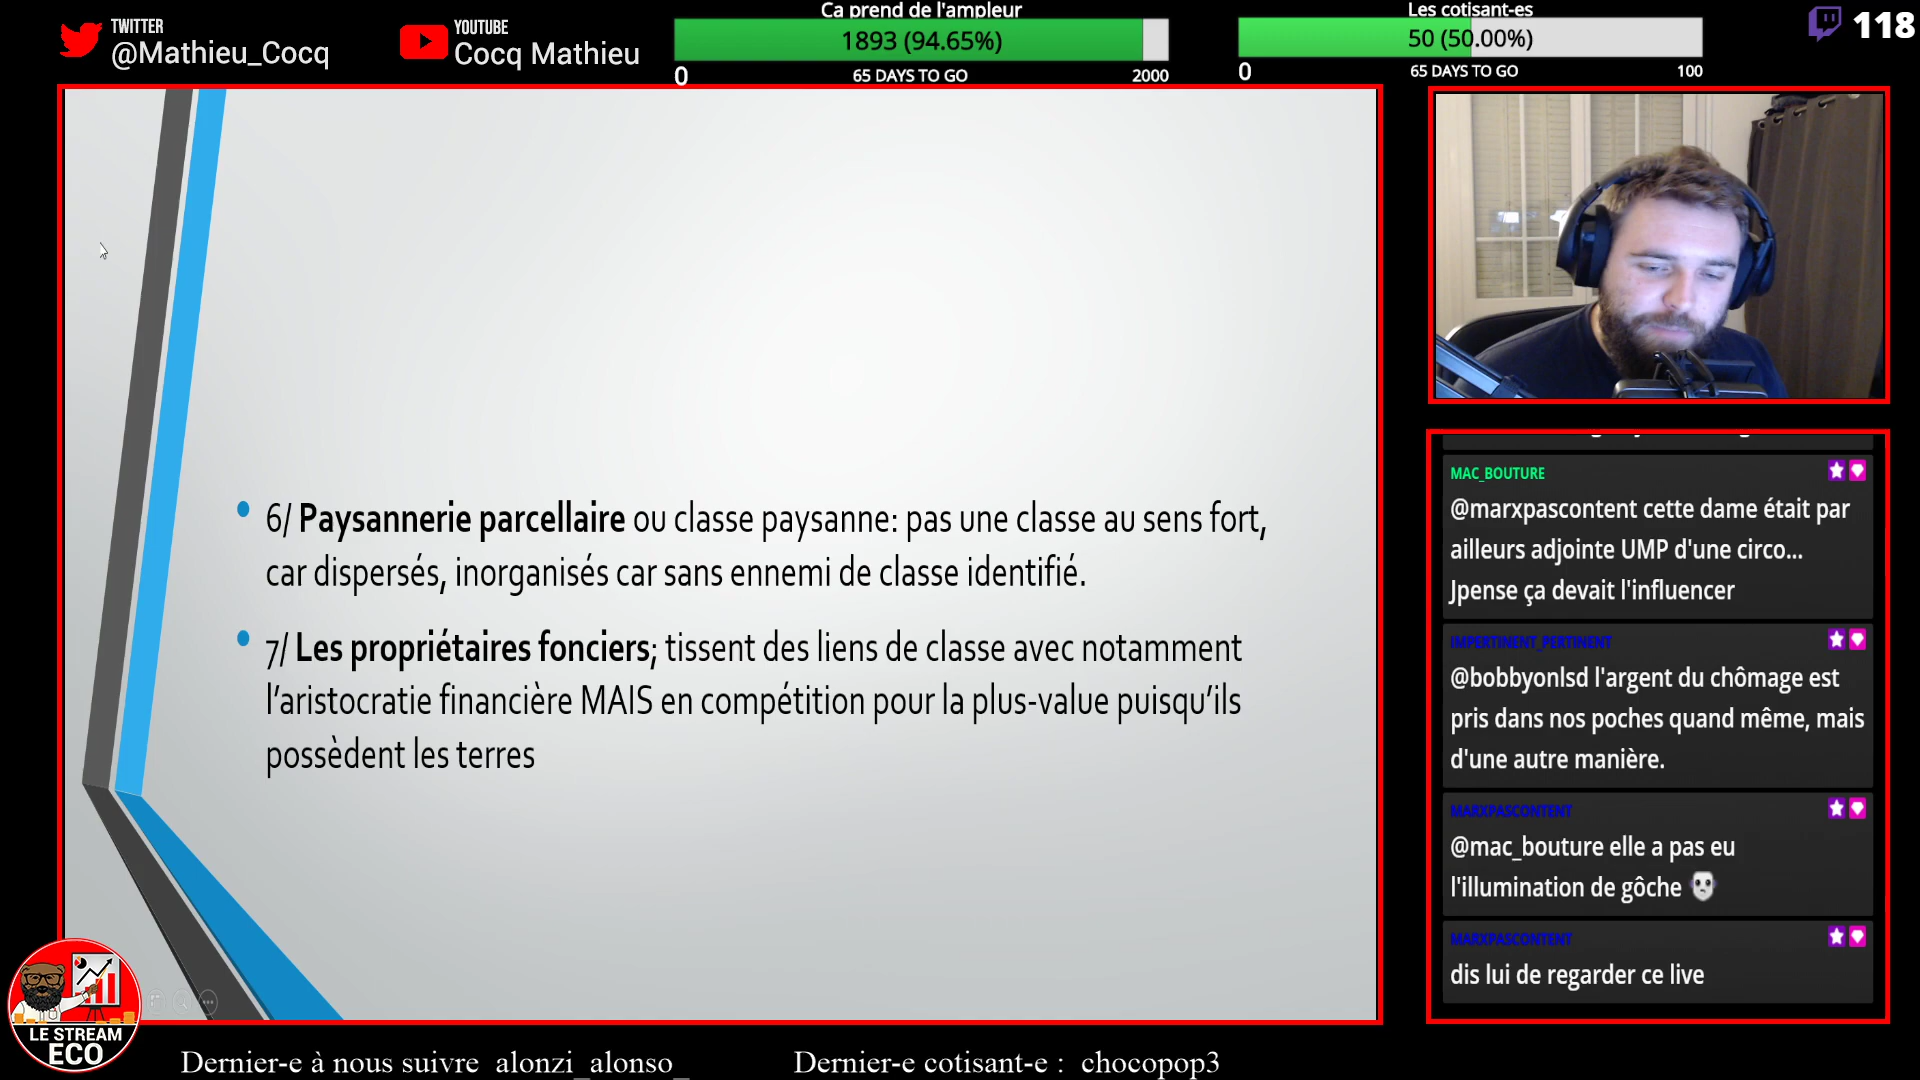 TWITTER
@Mathieu_Cocq
YOUTUBE
Cocq Mathieu
Ca prend de l'ampleur
1893 (94.65%)
0
65 DAYS TO GO
2000
Les cotisant-es
50 (50.00%)
0
65 DAYS TO GO
100
118
6/ Paysannerie parcellaire ou classe paysanne: pas une classe au sens fort,
car dispersés, inorganisés car sans ennemi de classe identifié.
7/ Les propriétaires fonciers; tissent des liens de classe avec notamment
l’aristocratie financière MAIS en compétition pour la plus-value puisqu’ils
possèdent les terres
MAC_BOUTURE
@marxpascontent cette dame était par
ailleurs adjointe UMP d'une circo...
Jpense ça devait l'influencer
IMPERTINENT_PERTINENT
@bobbyonlsd l'argent du chômage est
pris dans nos poches quand même, mais
d'une autre manière.
MARXPASCONTENT
@mac_bouture elle a pas eu
l'illumination de gôche
MARXPASCONTENT
dis lui de regarder ce live
LE STREAM
ECO
Dernier-e à nous suivre alonzi_alonso_
Dernier-e cotisant-e : chocopop3